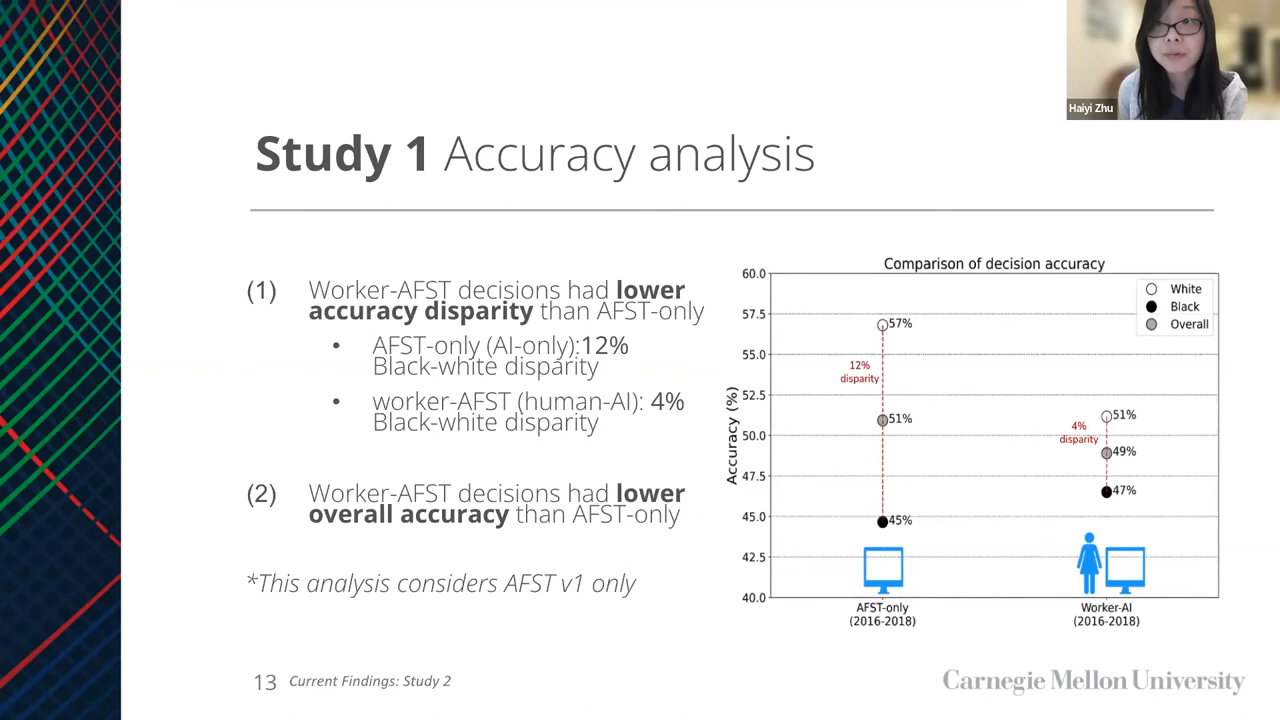 Haiyi Zhu
Study 1 Accuracy analysis
(1) Worker-AFST decisions had lower
accuracy disparity than AFST-only
• AFST-only (AI-only):12%
Black-white disparity
• worker-AFST (human-AI): 4%
Black-white disparity
(2) Worker-AFST decisions had lower
overall accuracy than AFST-only
*This analysis considers AFST v1 only
Comparison of decision accuracy
Accuracy (%)
60.0
57.5
55.0
52.5
50.0
47.5
45.0
42.5
40.0
White
Black
Overall
57%
12%
disparity
51%
45%
51%
4%
disparity
49%
47%
AFST-only
(2016-2018)
Worker-AI
(2016-2018)
13 Current Findings: Study 2
Carnegie Mellon University